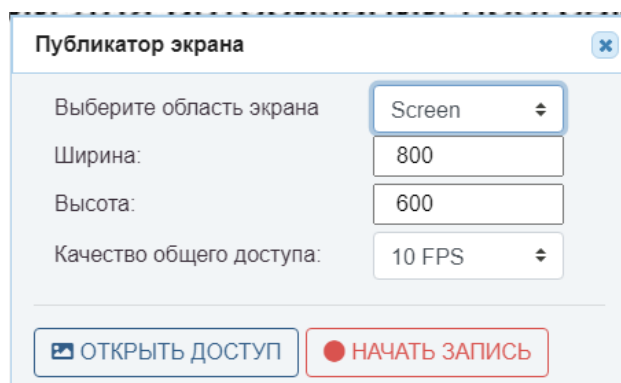 Публикатор экрана
Выберите область экрана Screen
Ширина: 800
Высота: 600
Качество общего доступа: 10 FPS
ОТКРЫТЬ ДОСТУП НАЧАТЬ ЗАПИСЬ